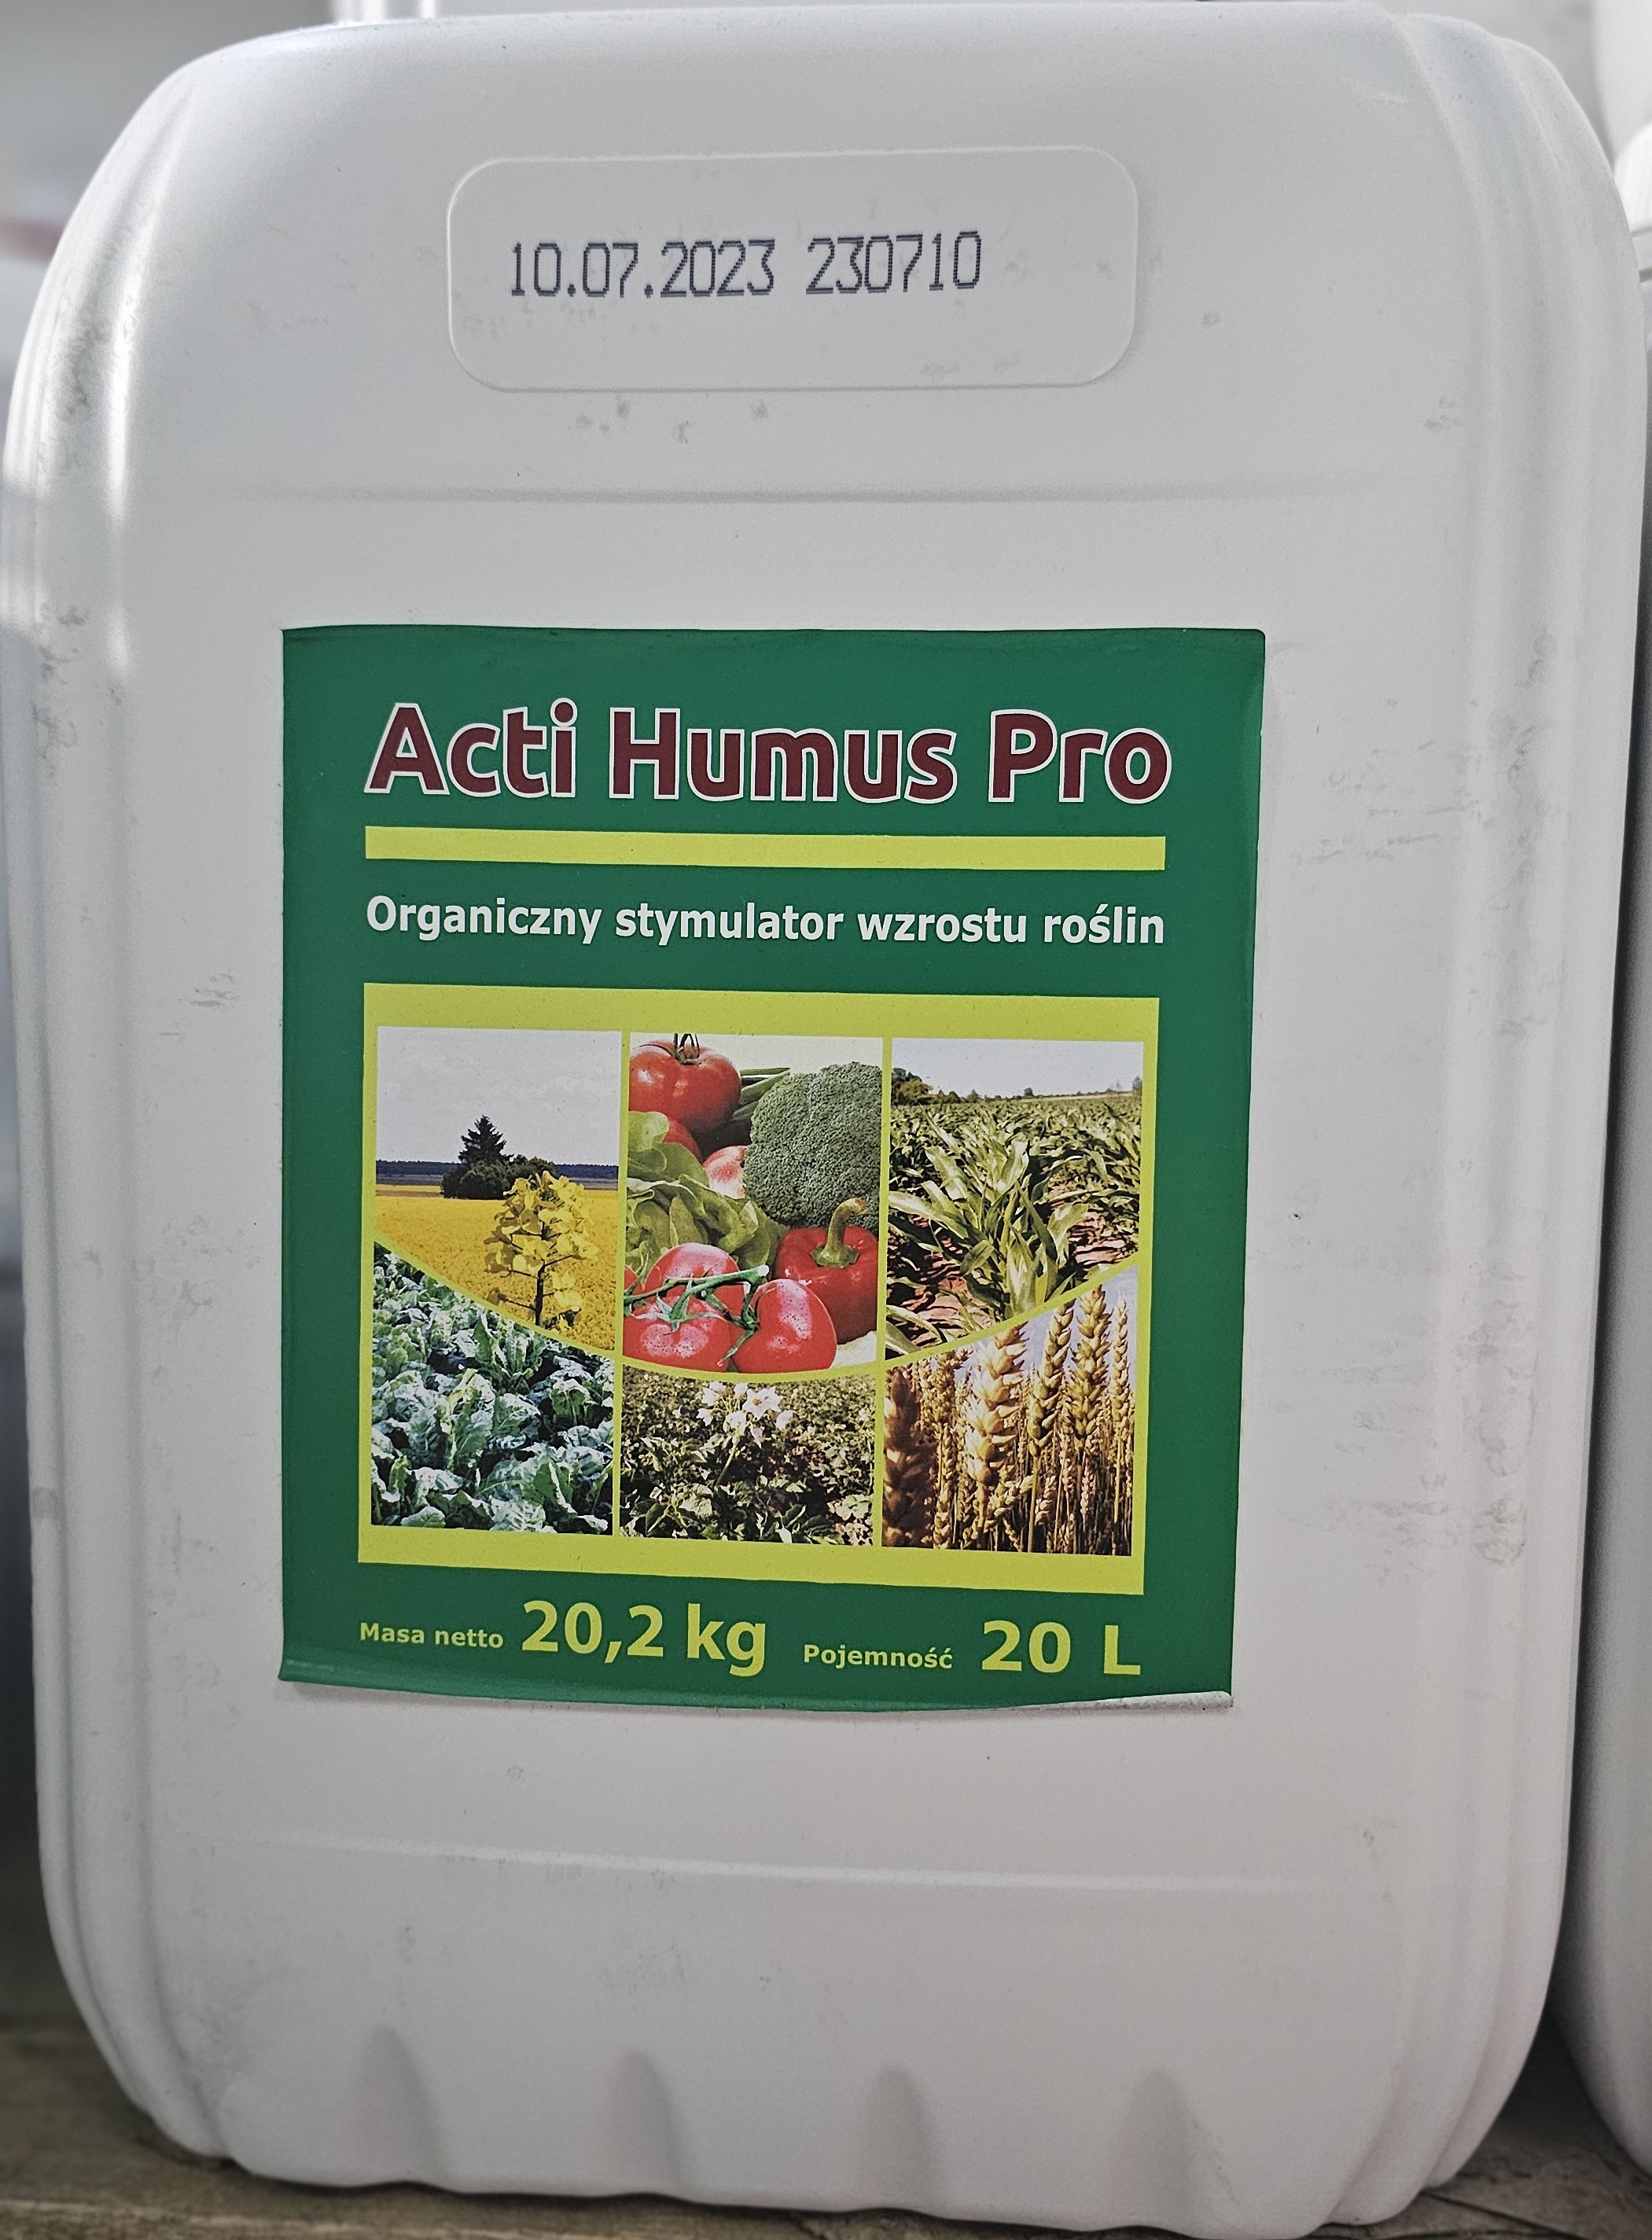 10.07.2023 230710
Acti Humus Pro
Organiczny stymulator wzrostu roślin
Masa netto 20,2 kg Pojemność 20 L